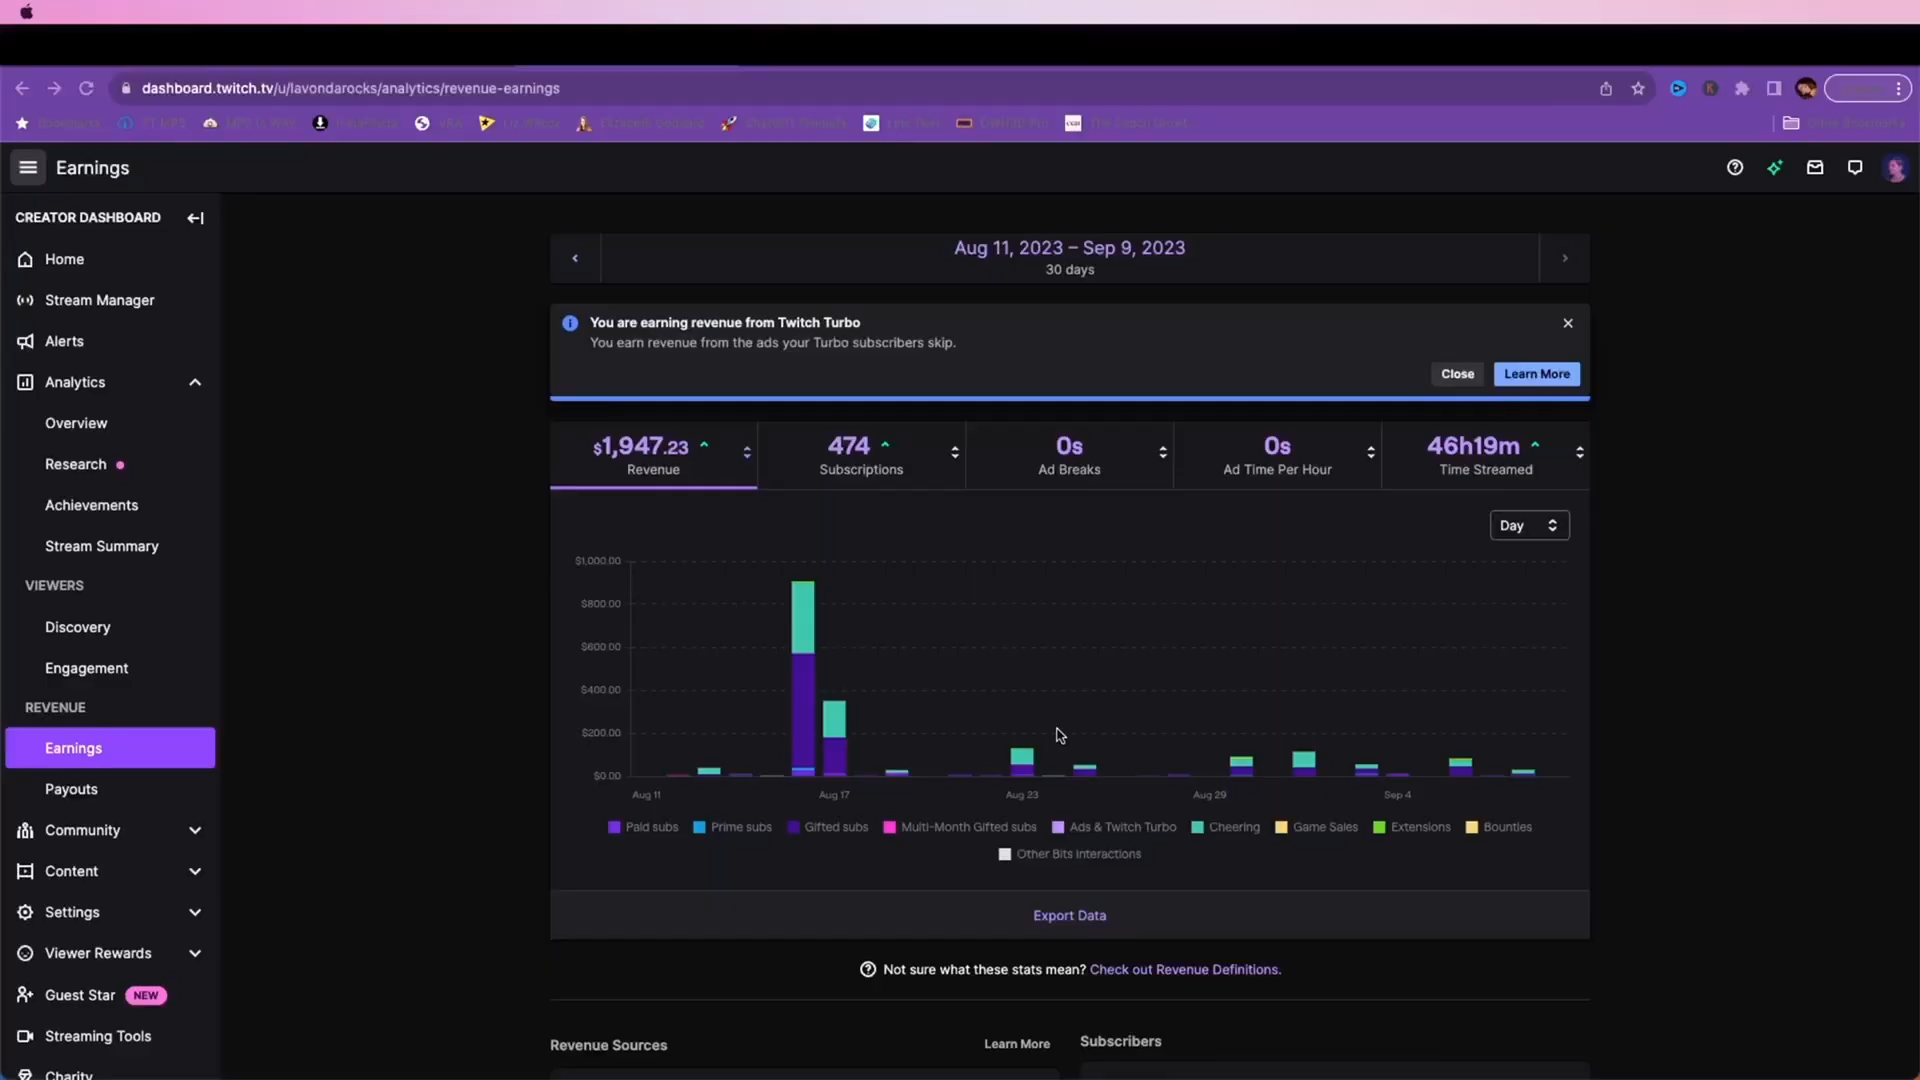 dashboard.twitch.tv/u/lavondarocks/analytics/revenue-earnings
Earnings
CREATOR DASHBOARD
Home
Stream Manager
Alerts
Analytics
Overview
Research
Achievements
Stream Summary
VIEWERS
Discovery
Engagement
REVENUE
Earnings
Payouts
Community
Content
Settings
Viewer Rewards
Guest Star NEW
Streaming Tools
Charity
Aug 11, 2023 – Sep 9, 2023
30 days
You are earning revenue from Twitch Turbo
You earn revenue from the ads your Turbo subscribers skip.
Close Learn More
$1,947.23 474 0s 0s 46h19m
Revenue Subscriptions Ad Breaks Ad Time Per Hour Time Streamed
Day
$1,000.00
$800.00
$600.00
$400.00
$200.00
$0.00
Aug 11 Aug 17 Aug 23 Aug 29 Sep 4
Paid subs Prime subs Gifted subs Multi-Month Gifted subs Ads & Twitch Turbo Cheering Game Sales Extensions Bounties
Other Bits Interactions
Export Data
Not sure what these stats mean? Check out Revenue Definitions.
Revenue Sources Learn More Subscribers